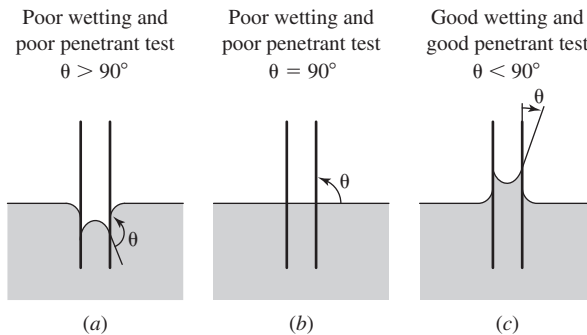 Poor wetting and
poor penetrant test
θ > 90°
Poor wetting and
poor penetrant test
θ = 90°
Good wetting and
good penetrant test
θ < 90°
θ
θ
θ
(a)
(b)
(c)